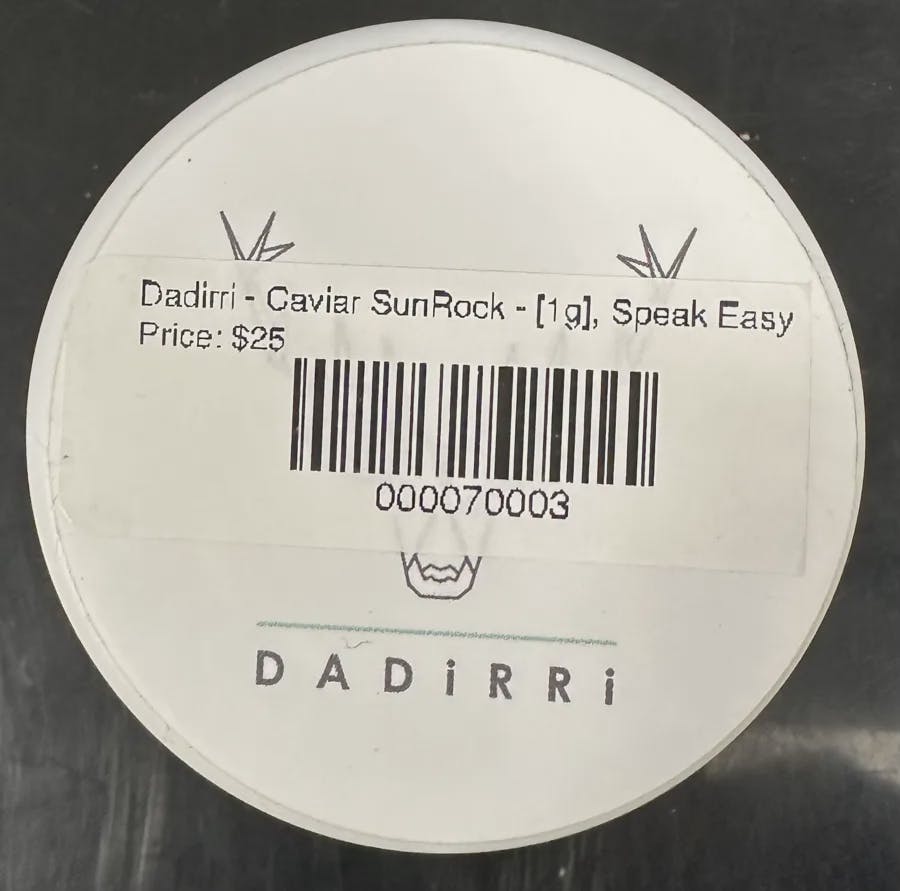 Dadirri - Caviar SunRock - [1g], Speak Easy
Price: $25
000070003
DADiRRi